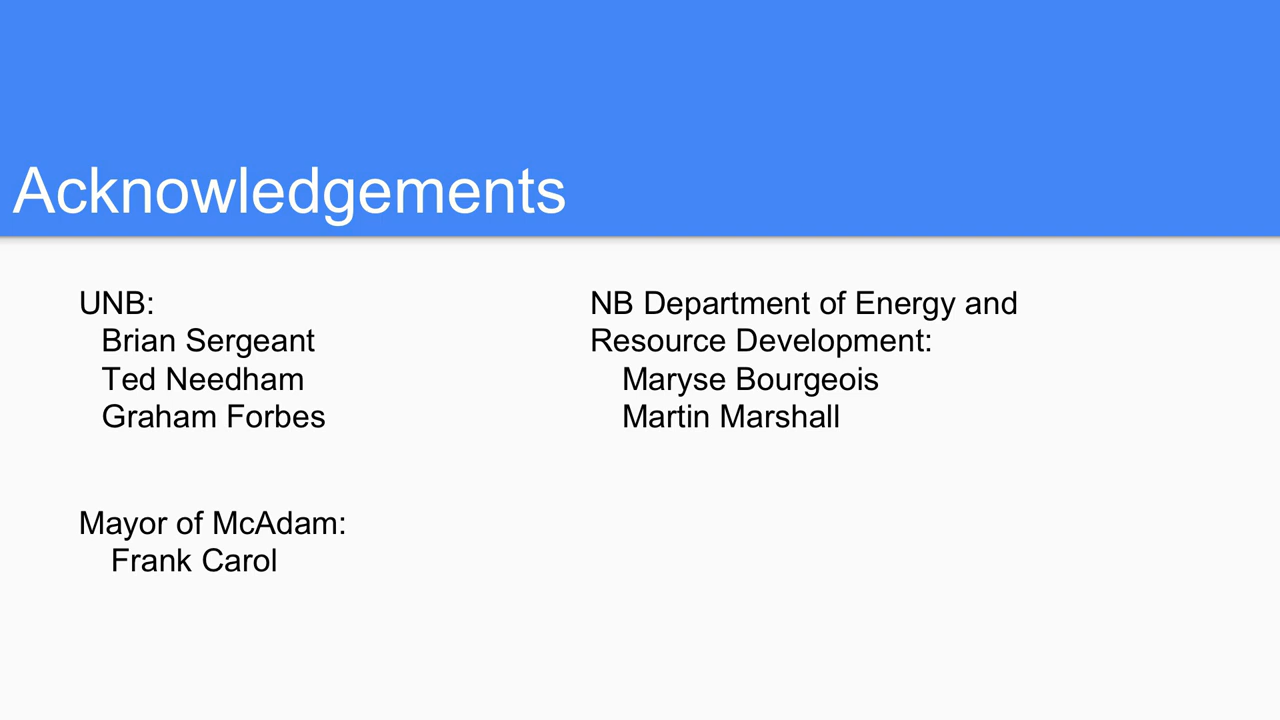 Acknowledgements
UNB:
Brian Sergeant
Ted Needham
Graham Forbes
Mayor of McAdam:
Frank Carol
NB Department of Energy and
Resource Development:
Maryse Bourgeois
Martin Marshall